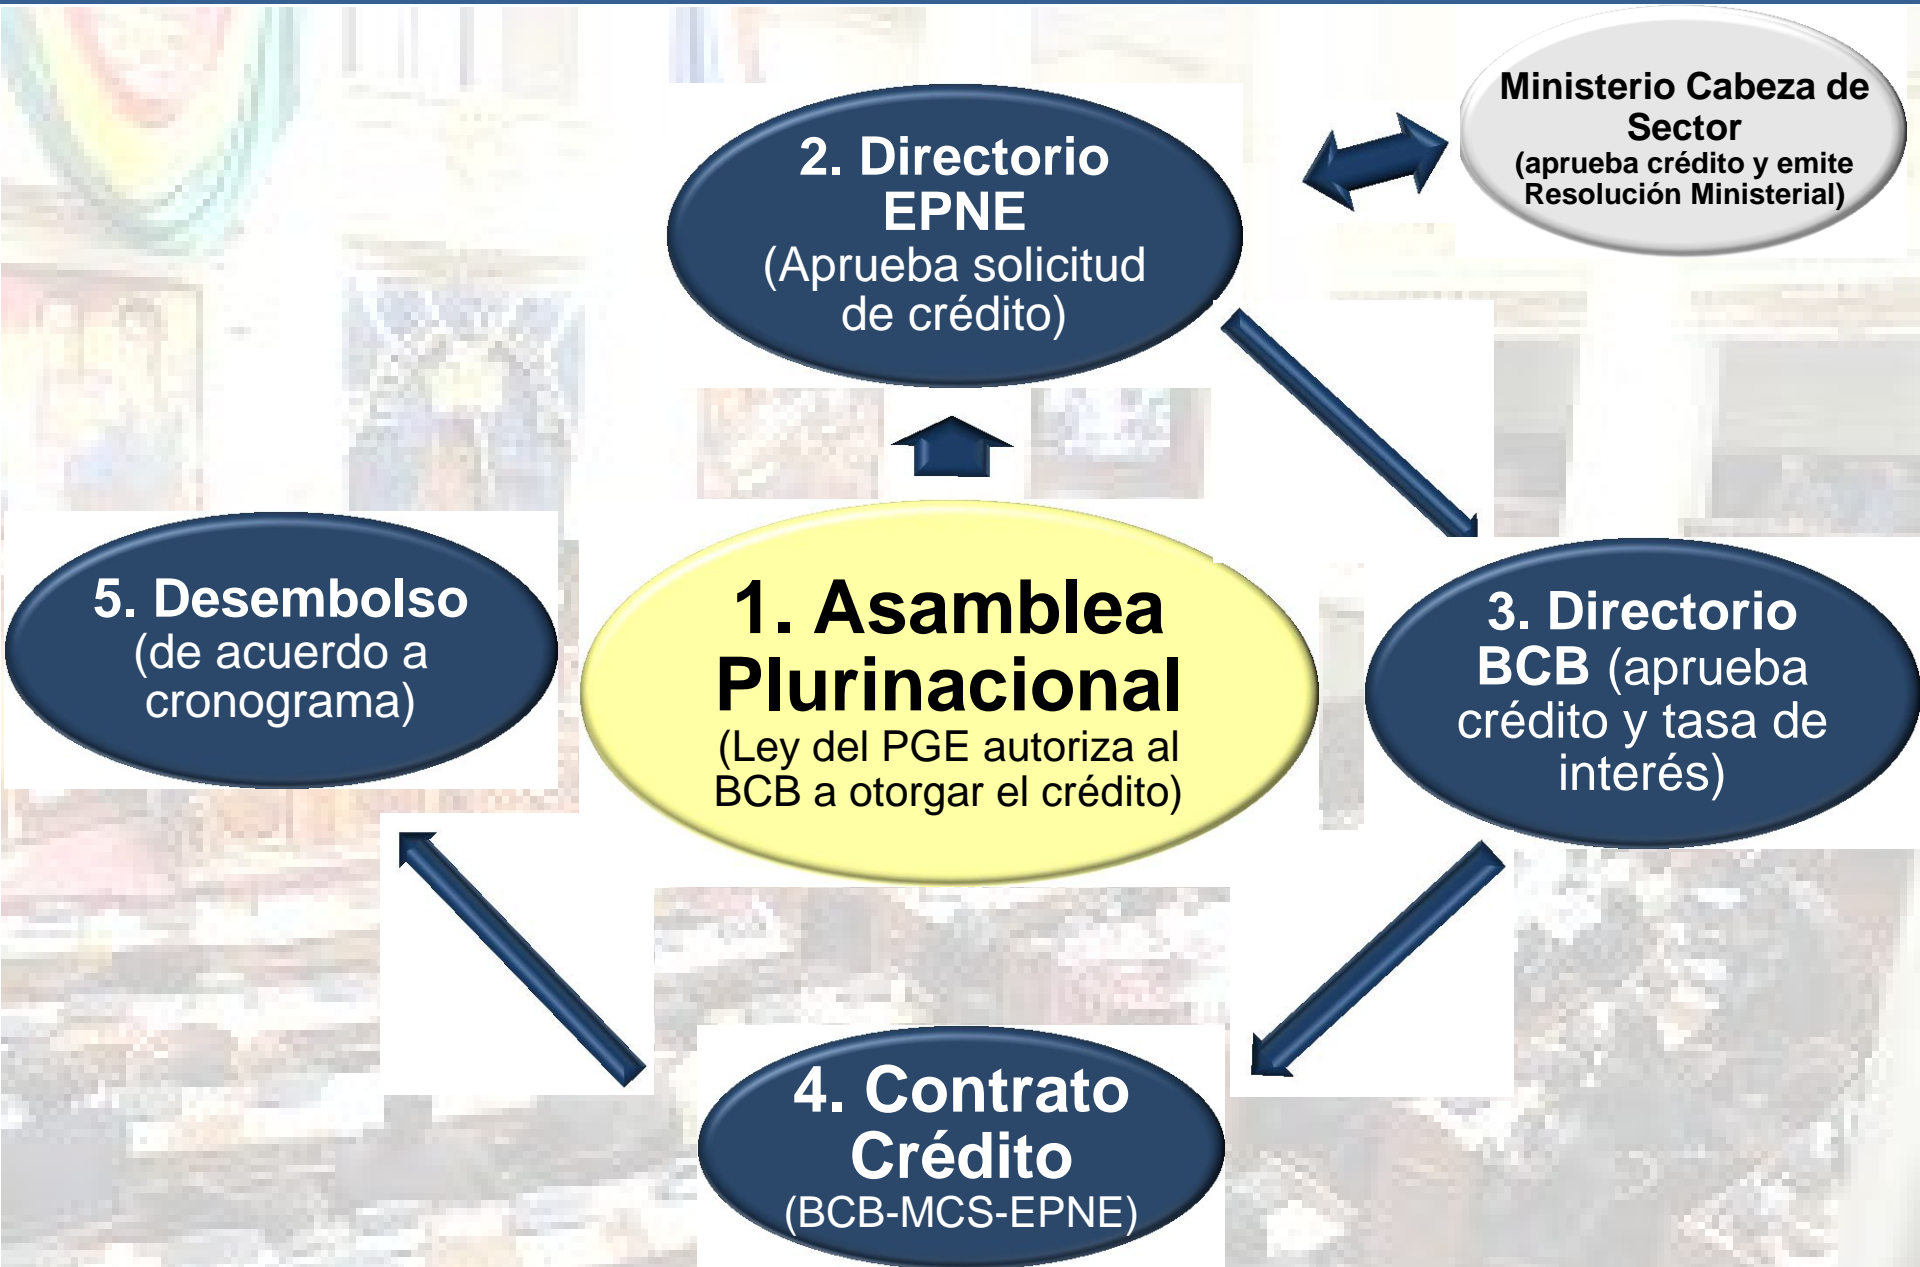 Ministerio Cabeza de
Sector
(aprueba crédito y emite
Resolución Ministerial)
2. Directorio
EPNE
(Aprueba solicitud
de crédito)
1. Asamblea
Plurinacional
(Ley del PGE autoriza al
BCB a otorgar el crédito)
3. Directorio
BCB (aprueba
crédito y tasa de
interés)
4. Contrato
Crédito
(BCB-MCS-EPNE)
5. Desembolso
(de acuerdo a
cronograma)